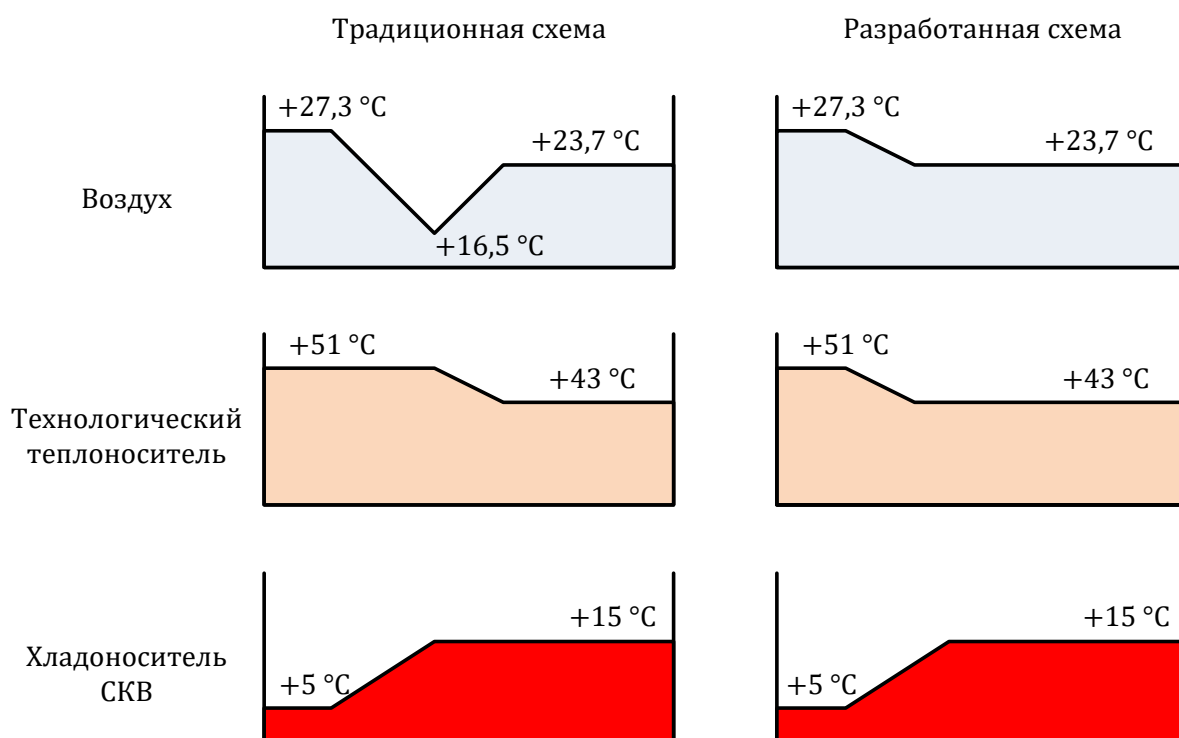 Традиционная схема
Разработанная схема
Воздух
+27,3 °C
+16,5 °C
+23,7 °C
+27,3 °C
+23,7 °C
Технологический
теплоноситель
+51 °C
+43 °C
+51 °C
+43 °C
Хладоноситель
СКВ
+5 °C
+15 °C
+5 °C
+15 °C